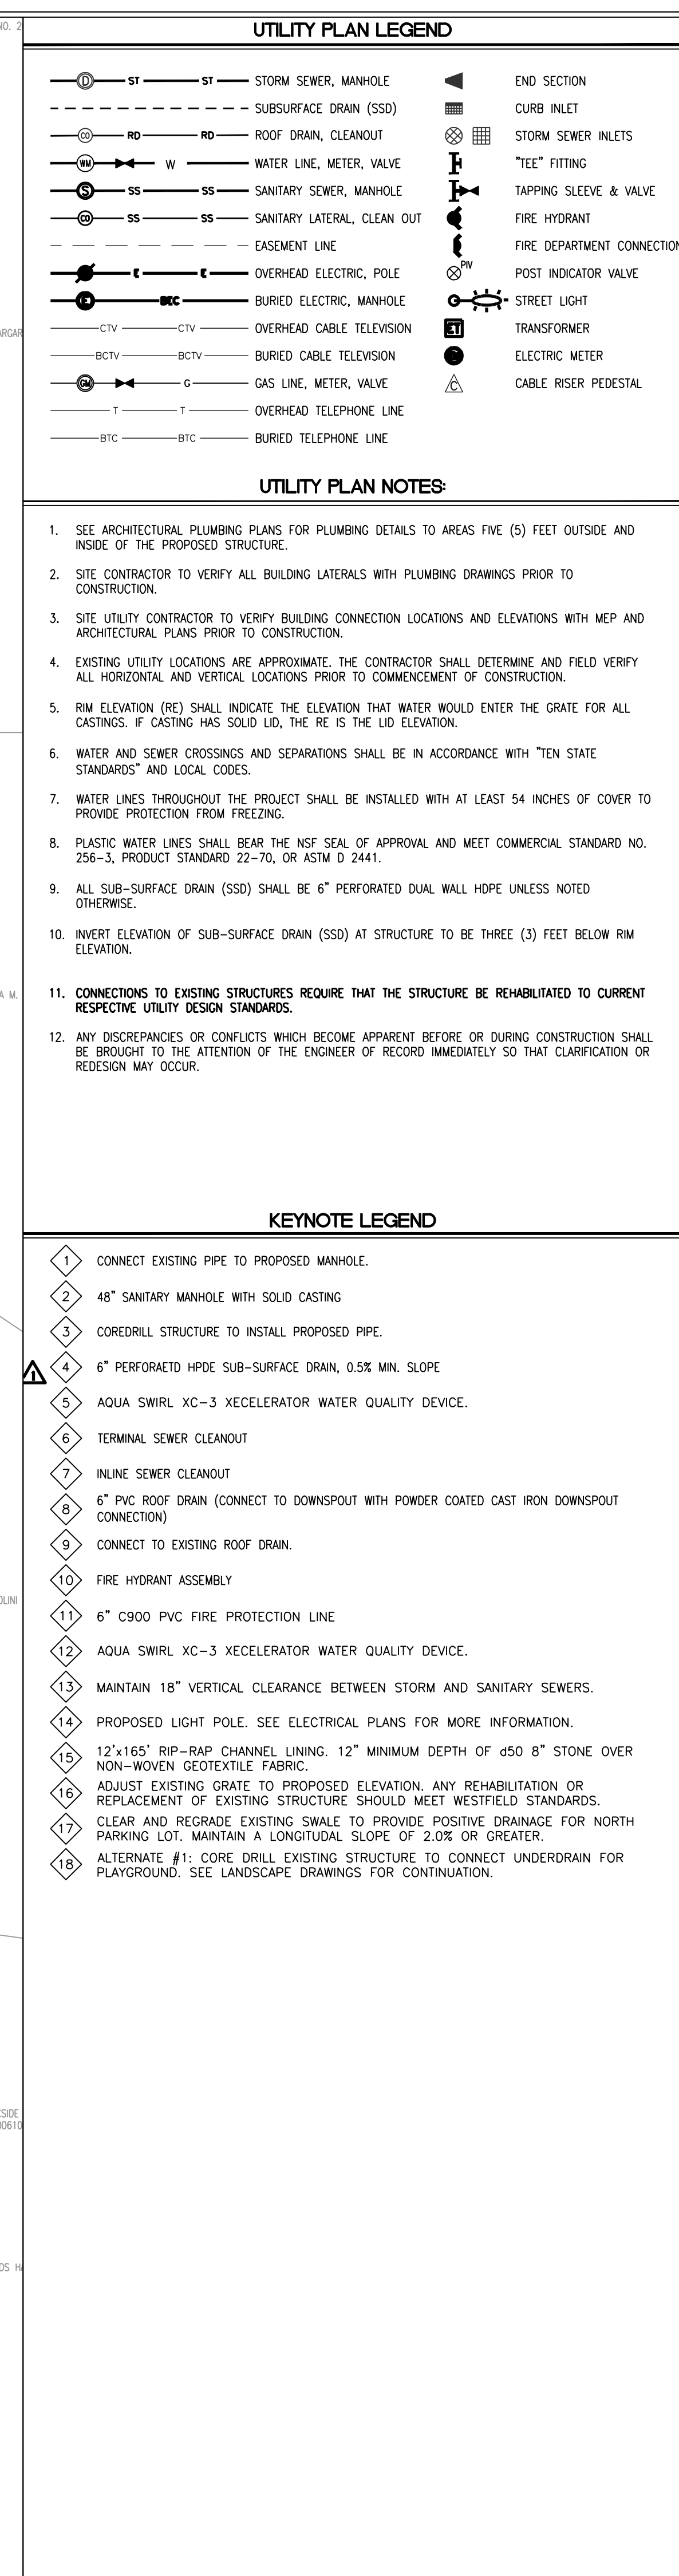 NO. 2
UTILITY PLAN LEGEND
D ST ST STORM SEWER, MANHOLE
SUBSURFACE DRAIN (SSD)
CO RD RD ROOF DRAIN, CLEANOUT
WM W WATER LINE, METER, VALVE
S SS SS SANITARY SEWER, MANHOLE
CO SS SS SANITARY LATERAL, CLEAN OUT
EASEMENT LINE
E E OVERHEAD ELECTRIC, POLE
E BEC BURIED ELECTRIC, MANHOLE
CTV CTV OVERHEAD CABLE TELEVISION
BCTV BCTV BURIED CABLE TELEVISION
GM G GAS LINE, METER, VALVE
T T OVERHEAD TELEPHONE LINE
BTC BTC BURIED TELEPHONE LINE
END SECTION
CURB INLET
STORM SEWER INLETS
"TEE" FITTING
TAPPING SLEEVE & VALVE
FIRE HYDRANT
FIRE DEPARTMENT CONNECTION
PIV POST INDICATOR VALVE
STREET LIGHT
ET TRANSFORMER
E ELECTRIC METER
C CABLE RISER PEDESTAL
ARGAR
UTILITY PLAN NOTES:
1. SEE ARCHITECTURAL PLUMBING PLANS FOR PLUMBING DETAILS TO AREAS FIVE (5) FEET OUTSIDE AND
INSIDE OF THE PROPOSED STRUCTURE.
2. SITE CONTRACTOR TO VERIFY ALL BUILDING LATERALS WITH PLUMBING DRAWINGS PRIOR TO
CONSTRUCTION.
3. SITE UTILITY CONTRACTOR TO VERIFY BUILDING CONNECTION LOCATIONS AND ELEVATIONS WITH MEP AND
ARCHITECTURAL PLANS PRIOR TO CONSTRUCTION.
4. EXISTING UTILITY LOCATIONS ARE APPROXIMATE. THE CONTRACTOR SHALL DETERMINE AND FIELD VERIFY
ALL HORIZONTAL AND VERTICAL LOCATIONS PRIOR TO COMMENCEMENT OF CONSTRUCTION.
5. RIM ELEVATION (RE) SHALL INDICATE THE ELEVATION THAT WATER WOULD ENTER THE GRATE FOR ALL
CASTINGS. IF CASTING HAS SOLID LID, THE RE IS THE LID ELEVATION.
6. WATER AND SEWER CROSSINGS AND SEPARATIONS SHALL BE IN ACCORDANCE WITH "TEN STATE
STANDARDS" AND LOCAL CODES.
7. WATER LINES THROUGHOUT THE PROJECT SHALL BE INSTALLED WITH AT LEAST 54 INCHES OF COVER TO
PROVIDE PROTECTION FROM FREEZING.
8. PLASTIC WATER LINES SHALL BEAR THE NSF SEAL OF APPROVAL AND MEET COMMERCIAL STANDARD NO.
256-3, PRODUCT STANDARD 22-70, OR ASTM D 2441.
9. ALL SUB-SURFACE DRAIN (SSD) SHALL BE 6" PERFORATED DUAL WALL HDPE UNLESS NOTED
OTHERWISE.
10. INVERT ELEVATION OF SUB-SURFACE DRAIN (SSD) AT STRUCTURE TO BE THREE (3) FEET BELOW RIM
ELEVATION.
A M.
11. CONNECTIONS TO EXISTING STRUCTURES REQUIRE THAT THE STRUCTURE BE REHABILITATED TO CURRENT
RESPECTIVE UTILITY DESIGN STANDARDS.
12. ANY DISCREPANCIES OR CONFLICTS WHICH BECOME APPARENT BEFORE OR DURING CONSTRUCTION SHALL
BE BROUGHT TO THE ATTENTION OF THE ENGINEER OF RECORD IMMEDIATELY SO THAT CLARIFICATION OR
REDESIGN MAY OCCUR.
KEYNOTE LEGEND
1 CONNECT EXISTING PIPE TO PROPOSED MANHOLE.
2 48" SANITARY MANHOLE WITH SOLID CASTING
3 COREDRILL STRUCTURE TO INSTALL PROPOSED PIPE.
1 4 6" PERFORAETD HPDE SUB-SURFACE DRAIN, 0.5% MIN. SLOPE
5 AQUA SWIRL XC-3 XECELERATOR WATER QUALITY DEVICE.
6 TERMINAL SEWER CLEANOUT
7 INLINE SEWER CLEANOUT
8 6" PVC ROOF DRAIN (CONNECT TO DOWNSPOUT WITH POWDER COATED CAST IRON DOWNSPOUT
CONNECTION)
9 CONNECT TO EXISTING ROOF DRAIN.
10 FIRE HYDRANT ASSEMBLY
OLINI
11 6" C900 PVC FIRE PROTECTION LINE
12 AQUA SWIRL XC-3 XECELERATOR WATER QUALITY DEVICE.
13 MAINTAIN 18" VERTICAL CLEARANCE BETWEEN STORM AND SANITARY SEWERS.
14 PROPOSED LIGHT POLE. SEE ELECTRICAL PLANS FOR MORE INFORMATION.
15 12'x165' RIP-RAP CHANNEL LINING. 12" MINIMUM DEPTH OF d50 8" STONE OVER
NON-WOVEN GEOTEXTILE FABRIC.
16 ADJUST EXISTING GRATE TO PROPOSED ELEVATION. ANY REHABILITATION OR
REPLACEMENT OF EXISTING STRUCTURE SHOULD MEET WESTFIELD STANDARDS.
17 CLEAR AND REGRADE EXISTING SWALE TO PROVIDE POSITIVE DRAINAGE FOR NORTH
PARKING LOT. MAINTAIN A LONGITUDAL SLOPE OF 2.0% OR GREATER.
18 ALTERNATE #1: CORE DRILL EXISTING STRUCTURE TO CONNECT UNDERDRAIN FOR
PLAYGROUND. SEE LANDSCAPE DRAWINGS FOR CONTINUATION.
SIDE
00610
DS HA